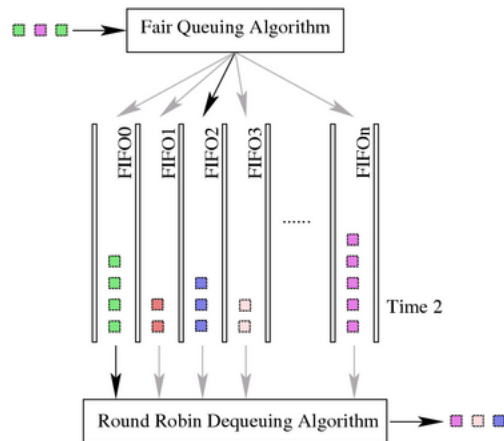 Fair Queuing Algorithm
FIFO0
FIFO1
FIFO2
FIFO3
FIFOn
......
Time 2
Round Robin Dequeuing Algorithm